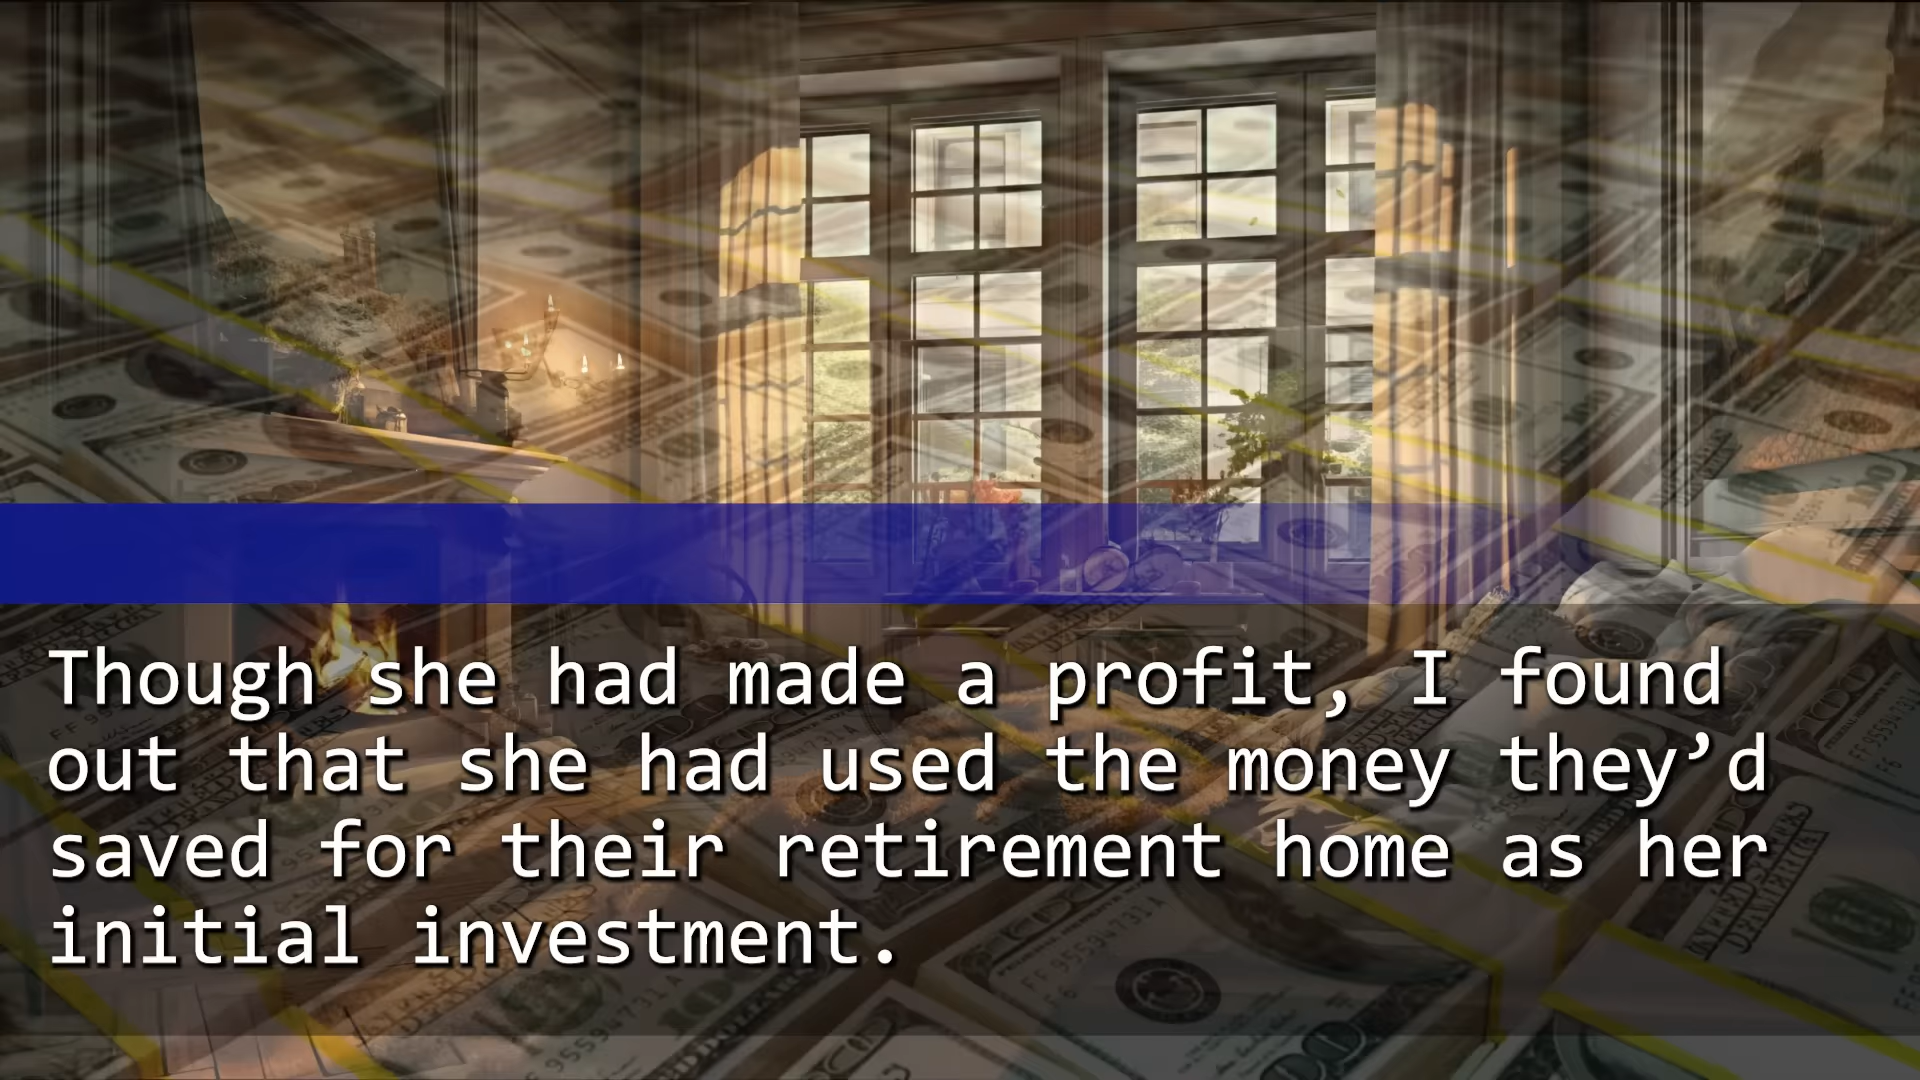 Though she had made a profit, I found
out that she had used the money they’d
saved for their retirement home as her
initial investment.